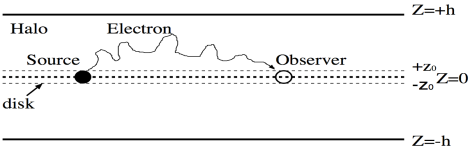 Z=+h
Halo Electron
Source Observer
+z₀
Z=0
-z₀
disk
Z=-h